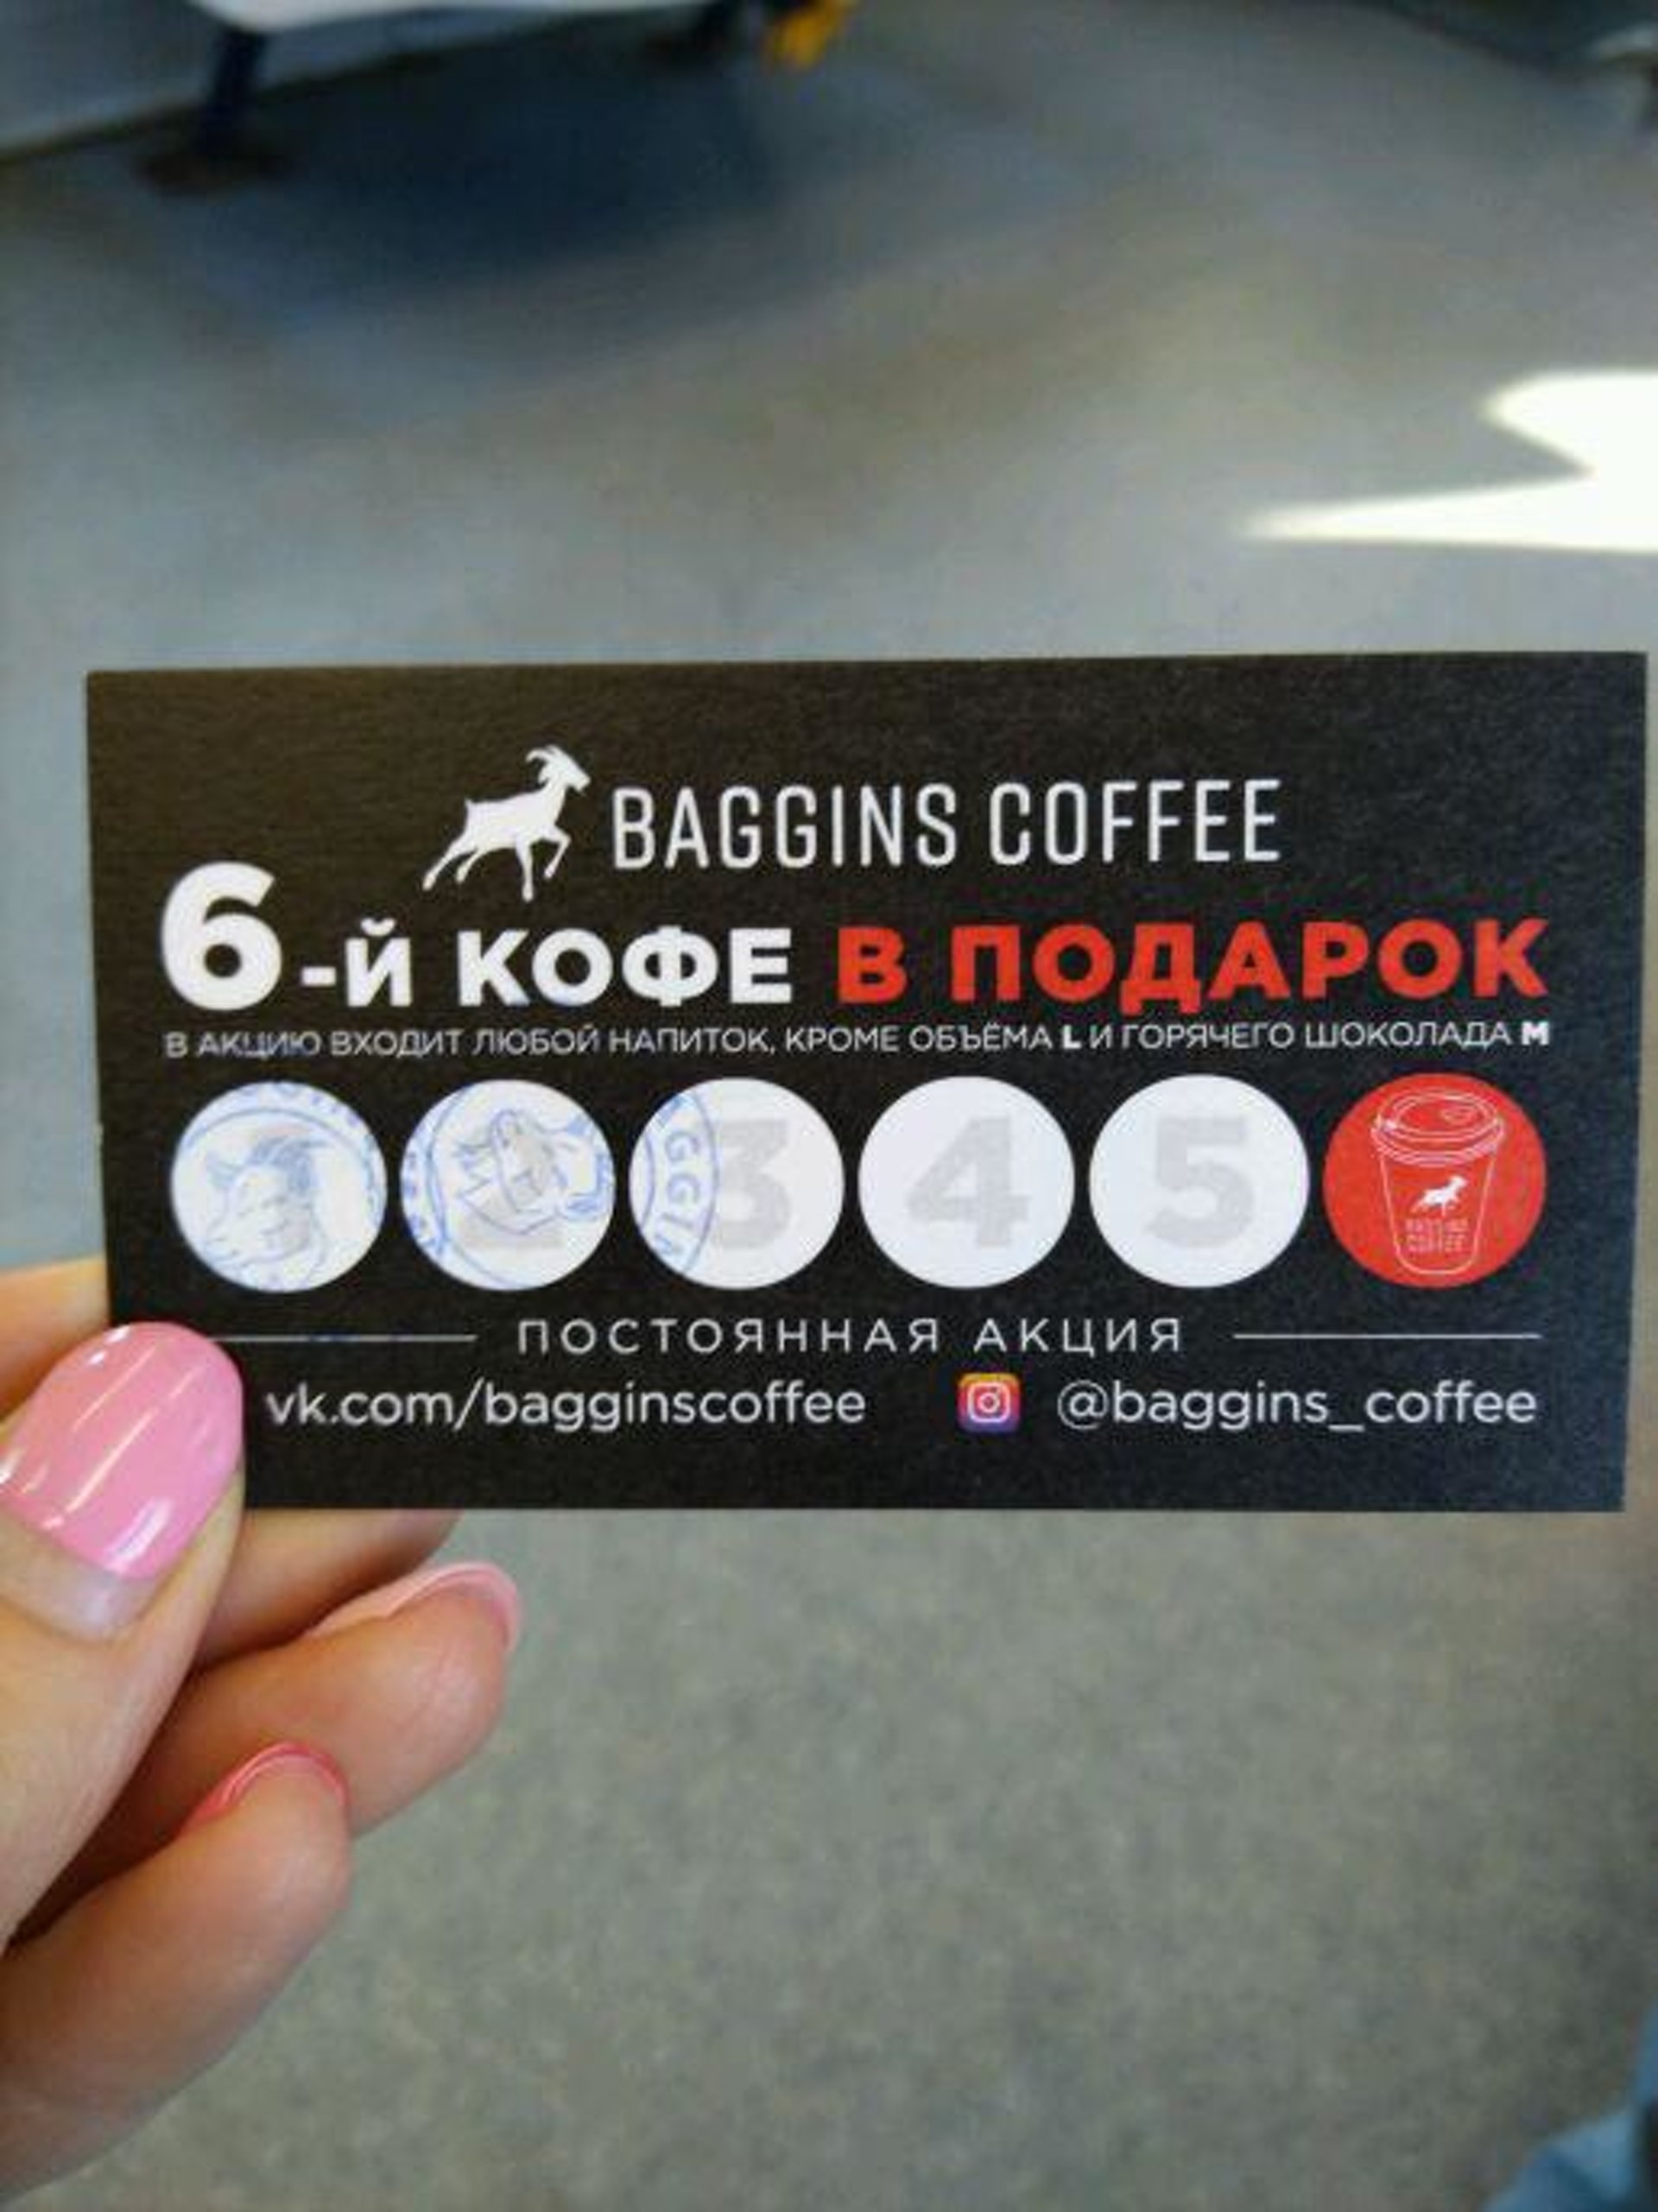 BAGGINS COFFEE
6-й КОФЕ В ПОДАРОК
В АКЦИЮ ВХОДИТ ЛЮБОЙ НАПИТОК, КРОМЕ ОБЪЁМА L И ГОРЯЧЕГО ШОКОЛАДА M
3 4 5
ПОСТОЯННАЯ АКЦИЯ
vk.com/bagginscoffee @baggins_coffee